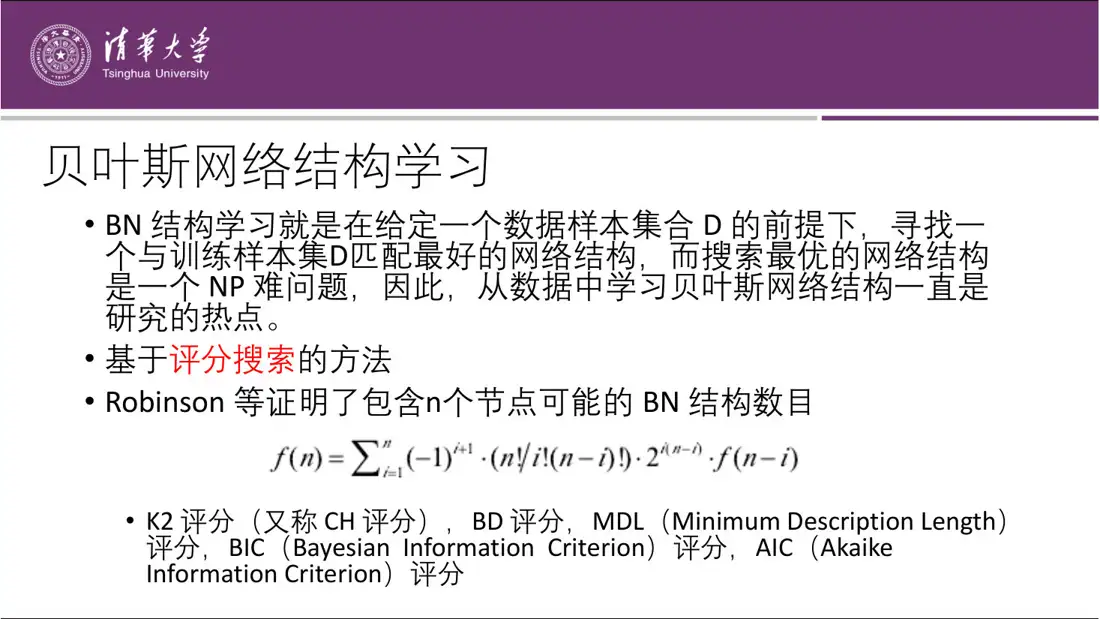 清华大学
Tsinghua University
贝叶斯网络结构学习
• BN 结构学习就是在给定一个数据样本集合 D 的前提下，寻找一
个与训练样本集D匹配最好的网络结构，而搜索最优的网络结构
是一个 NP 难问题，因此，从数据中学习贝叶斯网络结构一直是
研究的热点。
• 基于评分搜索的方法
• Robinson 等证明了包含n个节点可能的 BN 结构数目
f(n) = ∑_{i=1}^{n} (−1)^{i+1} · (n!/i!(n−i)!) · 2^{i(n−i)} · f(n−i)
• K2 评分（又称 CH 评分），BD 评分，MDL（Minimum Description Length）
评分，BIC（Bayesian Information Criterion）评分，AIC（Akaike
Information Criterion）评分